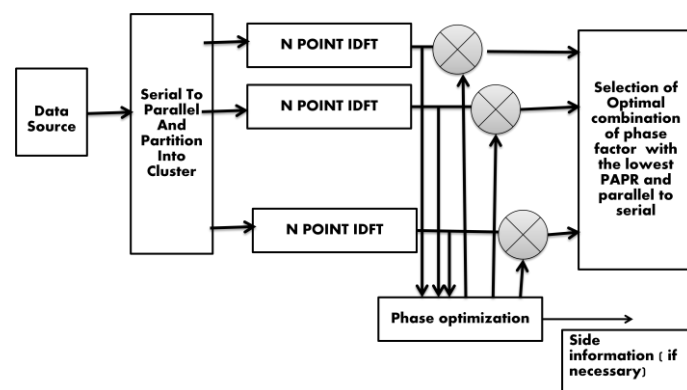 Data
Source
Serial To
Parallel
And
Partition
Into
Cluster
N POINT IDFT
N POINT IDFT
N POINT IDFT
Selection of
Optimal
combination
of phase
factor with
the lowest
PAPR and
parallel to
serial
Phase optimization
Side
information ( if
necessary)